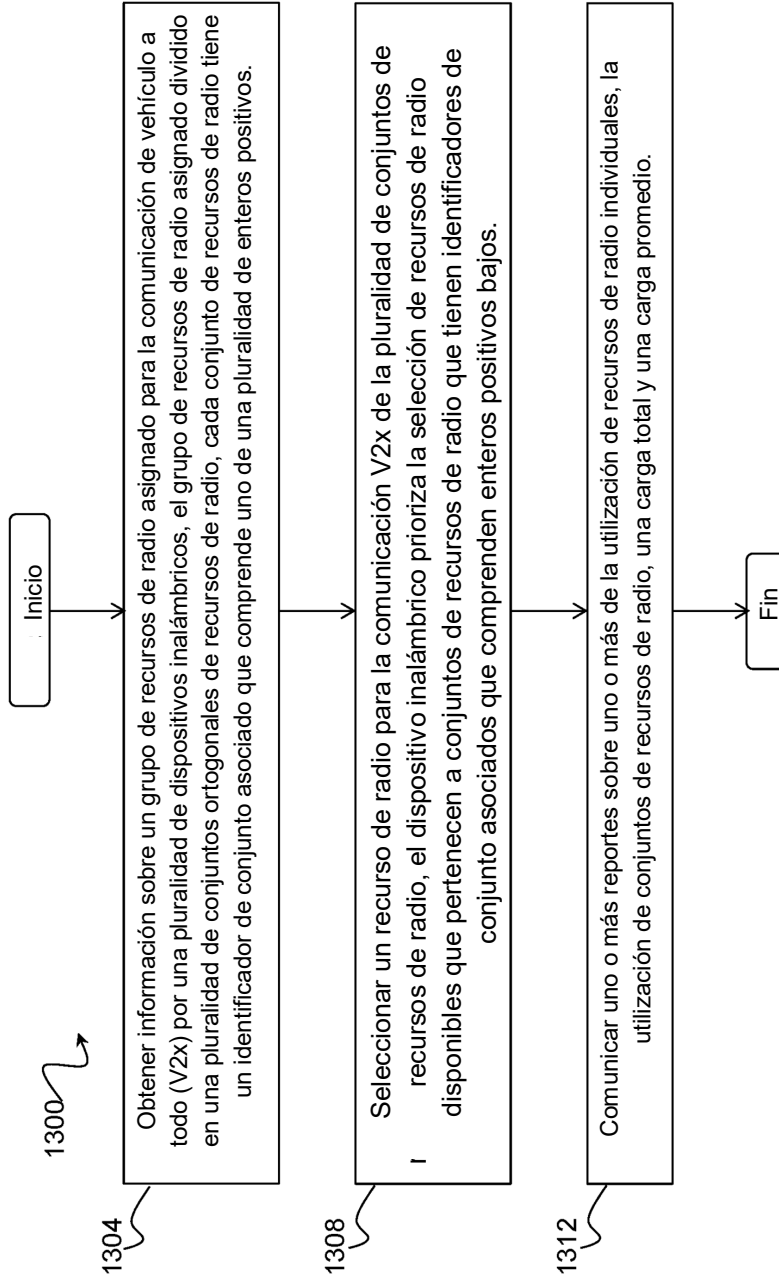 Inicio
1300
1304
Obtener información sobre un grupo de recursos de radio asignado para la comunicación de vehículo a
todo (V2x) por una pluralidad de dispositivos inalámbricos, el grupo de recursos de radio asignado dividido
en una pluralidad de conjuntos ortogonales de recursos de radio, cada conjunto de recursos de radio tiene
un identificador de conjunto asociado que comprende uno de una pluralidad de enteros positivos.
1308
Seleccionar un recurso de radio para la comunicación V2x de la pluralidad de conjuntos de
recursos de radio, el dispositivo inalámbrico prioriza la selección de recursos de radio
disponibles que pertenecen a conjuntos de recursos de radio que tienen identificadores de
conjunto asociados que comprenden enteros positivos bajos.
1312
Comunicar uno o más reportes sobre uno o más de la utilización de recursos de radio individuales, la
utilización de conjuntos de recursos de radio, una carga total y una carga promedio.
Fin